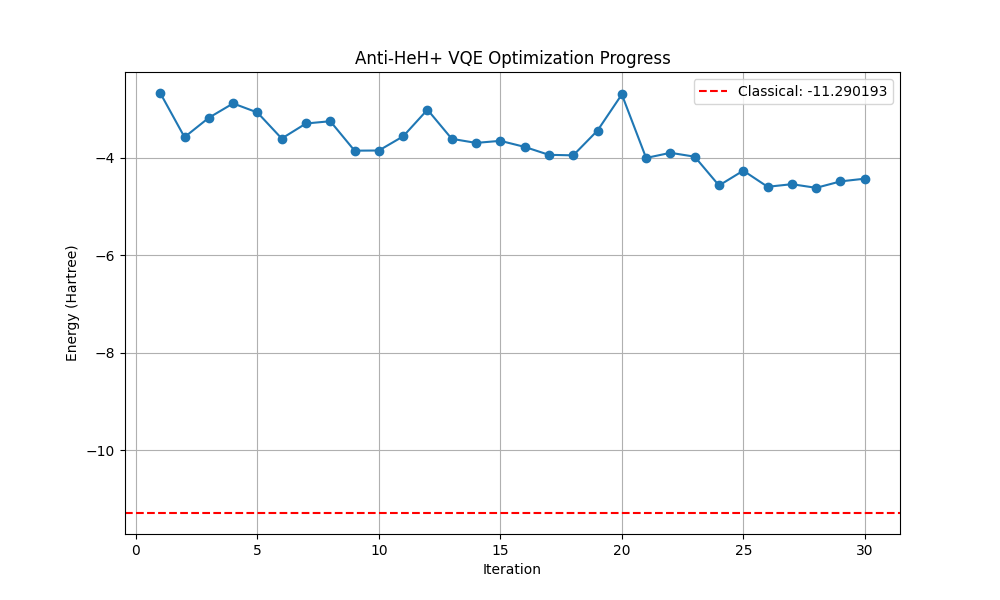 Anti-HeH+ VQE Optimization Progress
Classical: -11.290193
Energy (Hartree)
−4
−6
−8
−10
0 5 10 15 20 25 30
Iteration